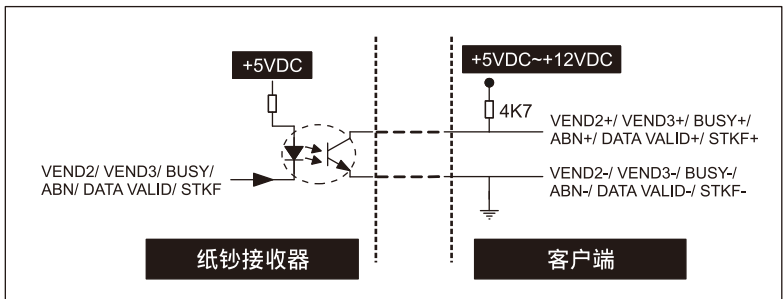 +5VDC
+5VDC~+12VDC
4K7
VEND2+/ VEND3+/ BUSY+/
ABN+/ DATA VALID+/ STKF+
VEND2/ VEND3/ BUSY/
ABN/ DATA VALID/ STKF
VEND2-/ VEND3-/ BUSY-/
ABN-/ DATA VALID-/ STKF-
纸钞接收器
客户端